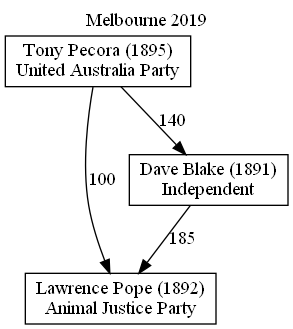 Melbourne 2019
Tony Pecora (1895)
United Australia Party
140
Dave Blake (1891)
Independent
100
185
Lawrence Pope (1892)
Animal Justice Party